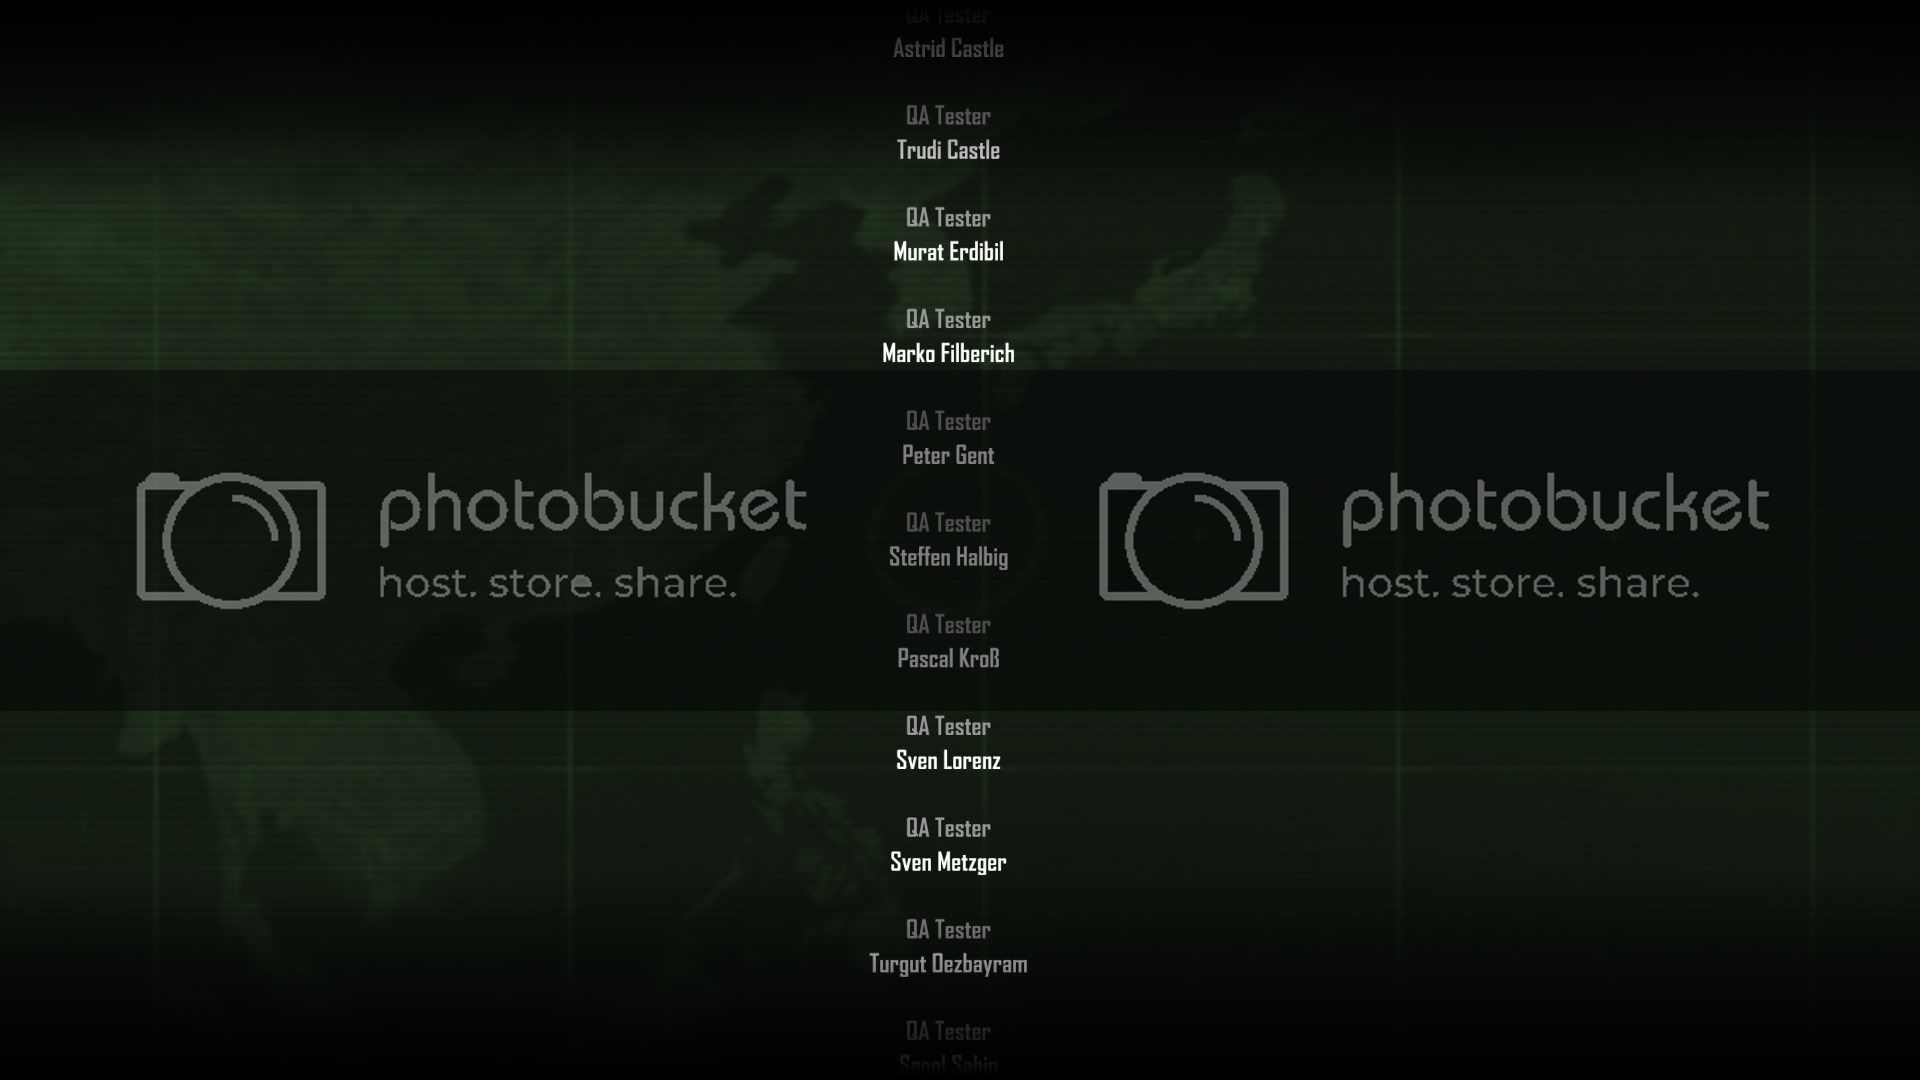 QA Tester
Astrid Castle
QA Tester
Trudi Castle
QA Tester
Murat Erdibil
QA Tester
Marko Filberich
QA Tester
Peter Gent
photobucket
host. store. share.
QA Tester
Steffen Halbig
photobucket
host. store. share.
QA Tester
Pascal Kroß
QA Tester
Sven Lorenz
QA Tester
Sven Metzger
QA Tester
Turgut Oezbayram
QA Tester